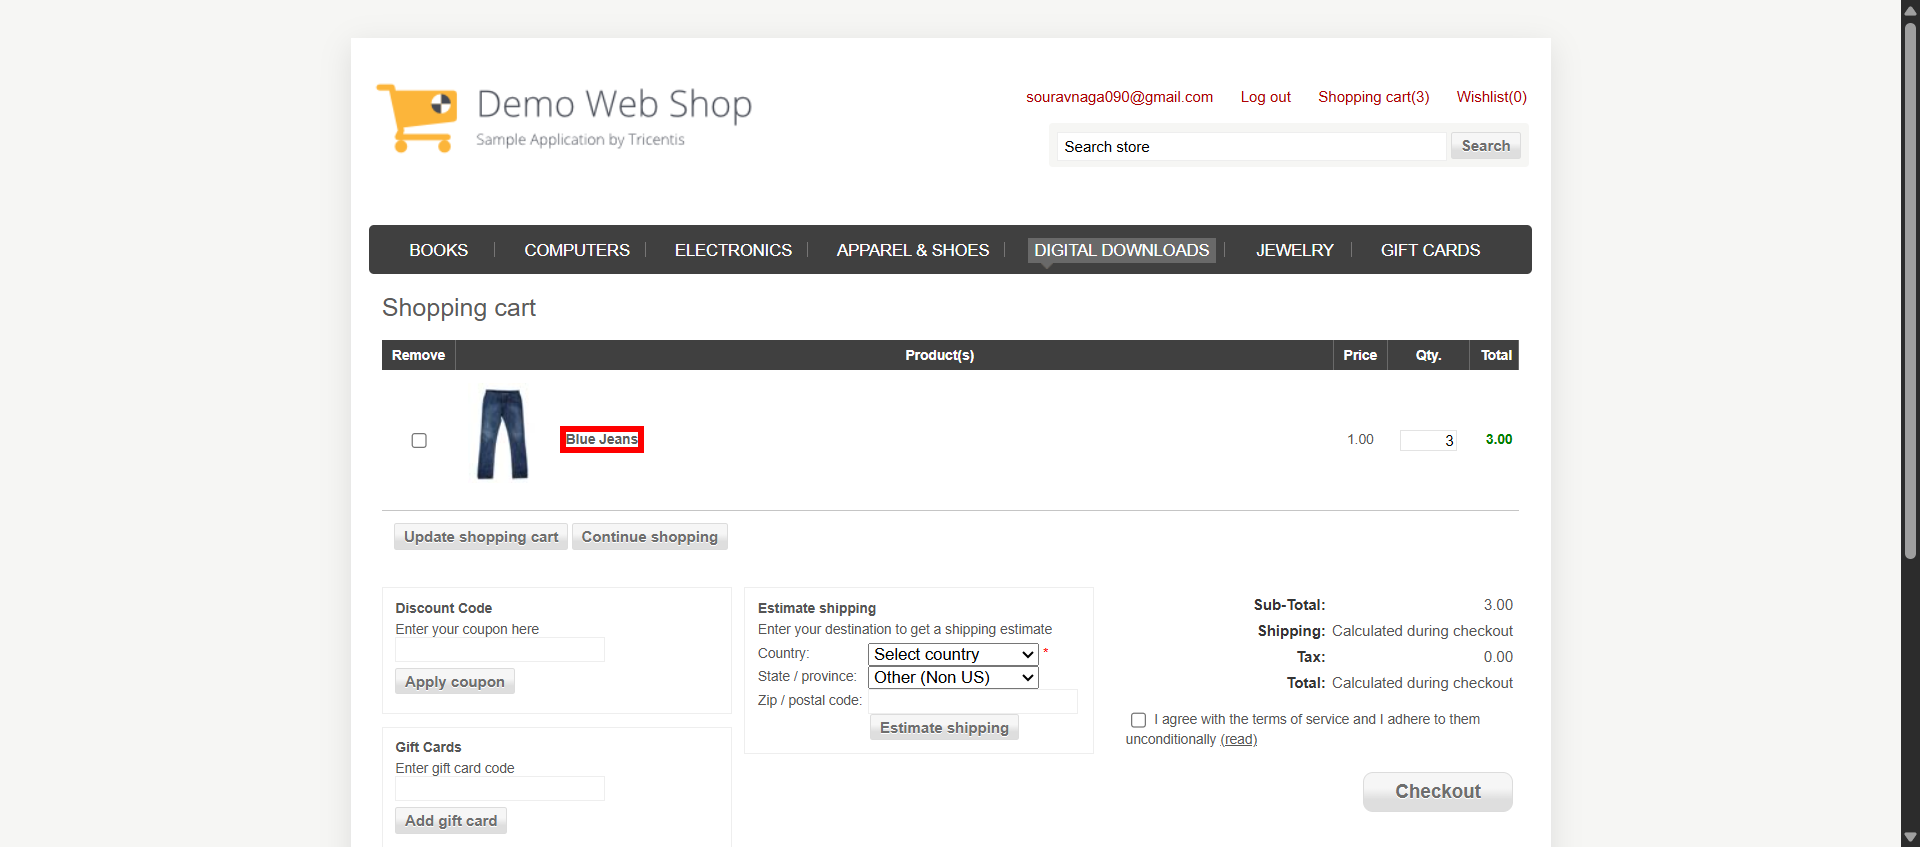 Demo Web Shop
Sample Application by Tricentis
souravnaga090@gmail.com Log out Shopping cart(3) Wishlist(0)
Search store Search
BOOKS COMPUTERS ELECTRONICS APPAREL & SHOES DIGITAL DOWNLOADS JEWELRY GIFT CARDS
Shopping cart
Remove Product(s) Price Qty. Total
Blue Jeans 1.00 3 3.00
Update shopping cart Continue shopping
Discount Code
Enter your coupon here
Apply coupon
Gift Cards
Enter gift card code
Add gift card
Estimate shipping
Enter your destination to get a shipping estimate
Country: Select country *
State / province: Other (Non US)
Zip / postal code:
Estimate shipping
Sub-Total: 3.00
Shipping: Calculated during checkout
Tax: 0.00
Total: Calculated during checkout
I agree with the terms of service and I adhere to them
unconditionally (read)
Checkout